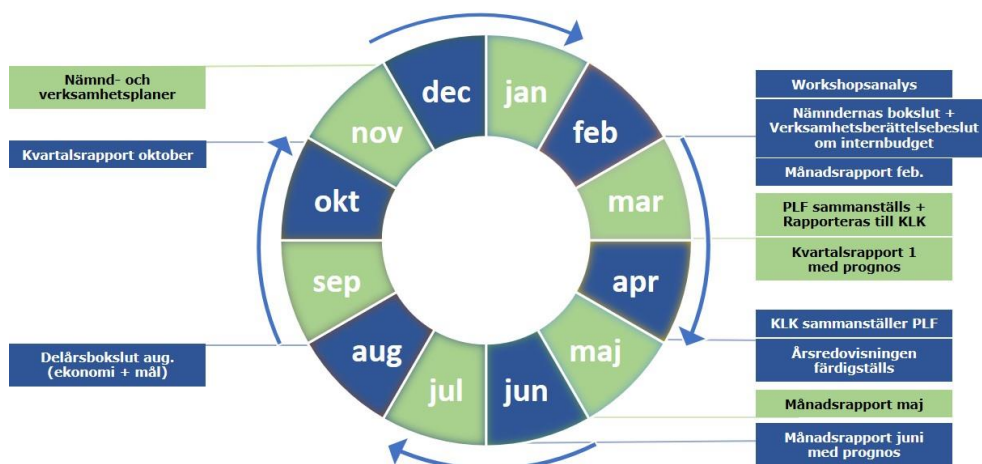 dec
jan
feb
mar
apr
maj
jun
jul
aug
sep
okt
nov
Nämnd- och
verksamhetsplaner
Kvartalsrapport oktober
Delårsbokslut aug.
(ekonomi + mål)
Workshopsanalys
Nämndernas bokslut +
Verksamhetsberättelsebeslut
om internbudget
Månadsrapport feb.
PLF sammanställs +
Rapporteras till KLK
Kvartalsrapport 1
med prognos
KLK sammanställer PLF
Årsredovisningen
färdigställs
Månadsrapport maj
Månadsrapport juni
med prognos